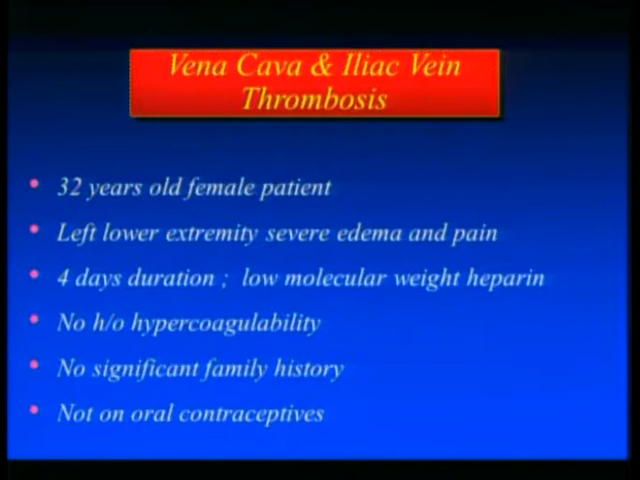 Vena Cava & Iliac Vein
Thrombosis
• 32 years old female patient
• Left lower extremity severe edema and pain
• 4 days duration ; low molecular weight heparin
• No h/o hypercoagulability
• No significant family history
• Not on oral contraceptives